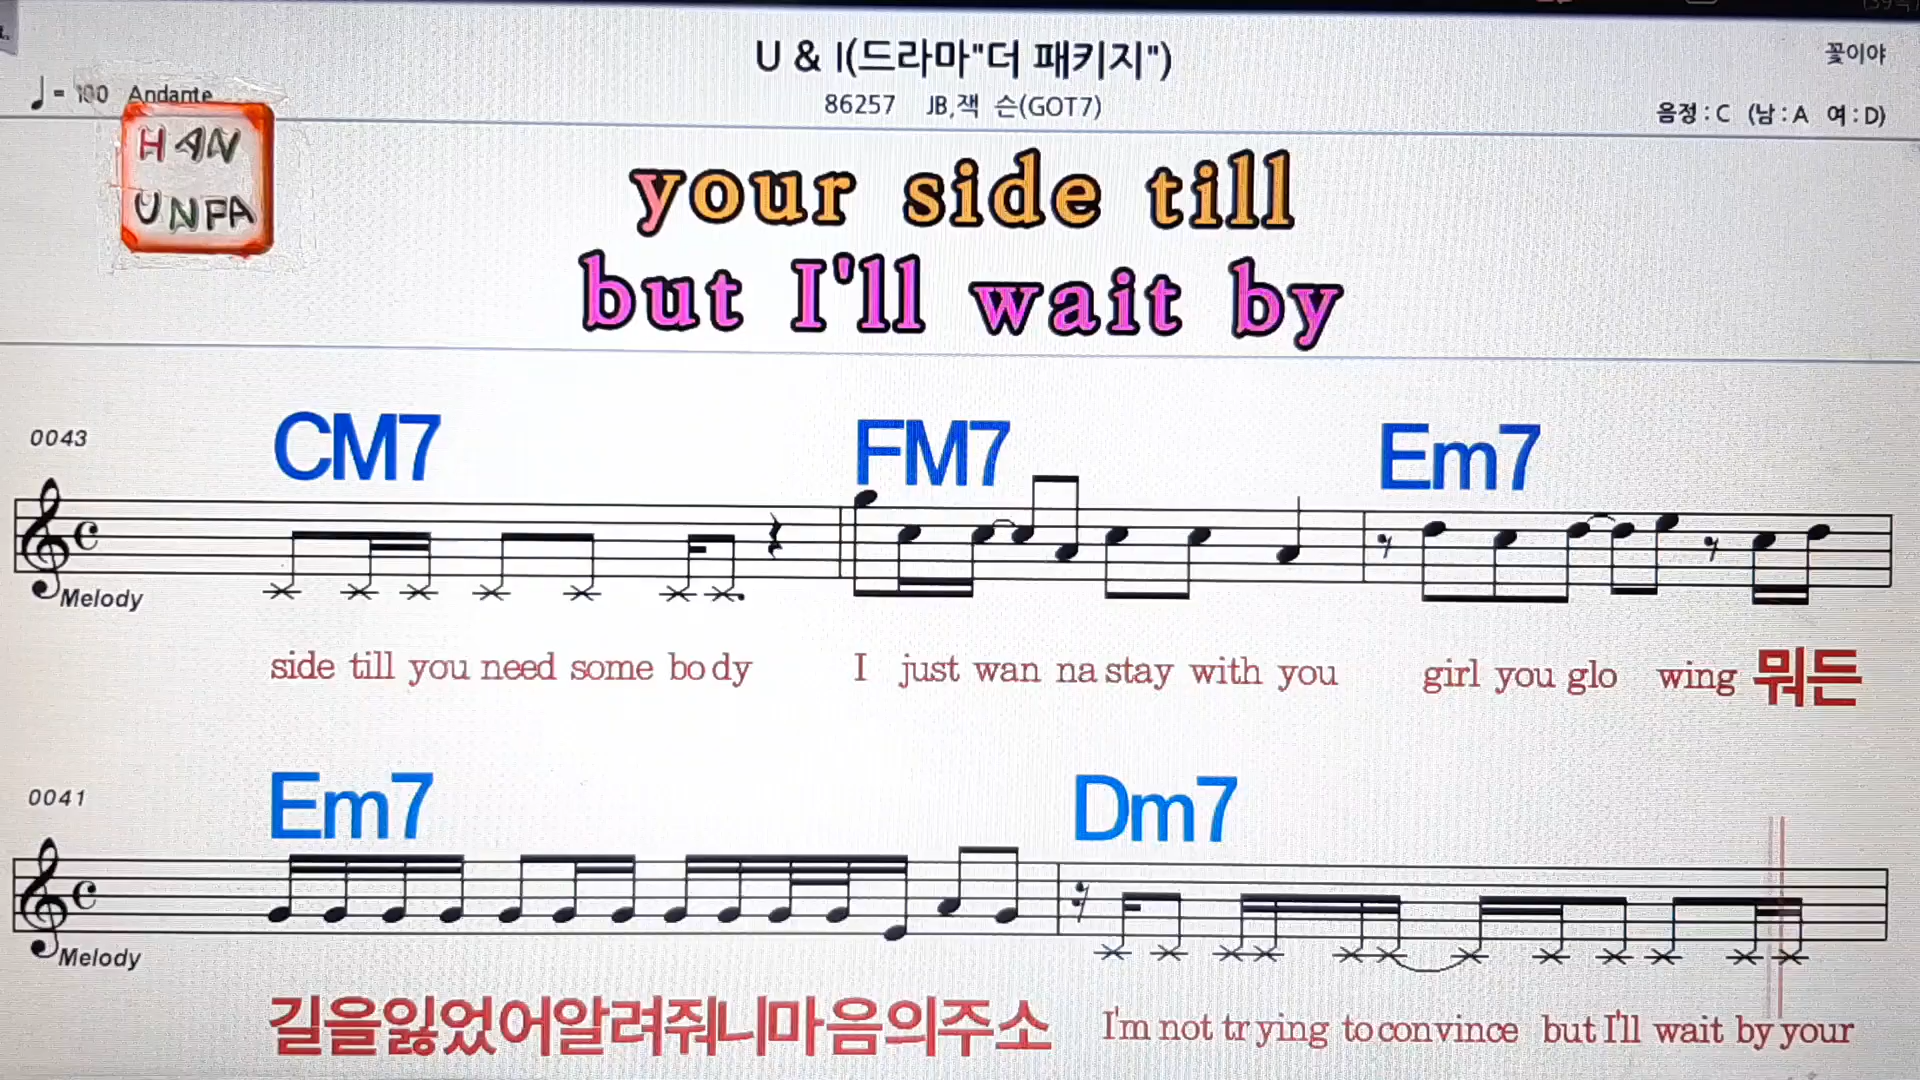 U & I(드라마"더 패키지")
꽃이야
♩= 100 Andante
86257 JB,잭 슨(GOT7)
음정 : C (남 : A 여 : D)
HAN
UNPA
your side till
but I'll wait by
0043
CM7 FM7 Em7
Melody
side till you need some bo dy I just wan na stay with you girl you glo wing 뭐든
0041
Em7 Dm7
Melody
길을잃었어알려줘니마음의주소 I'm not tr ying to convince but I'll wait by your